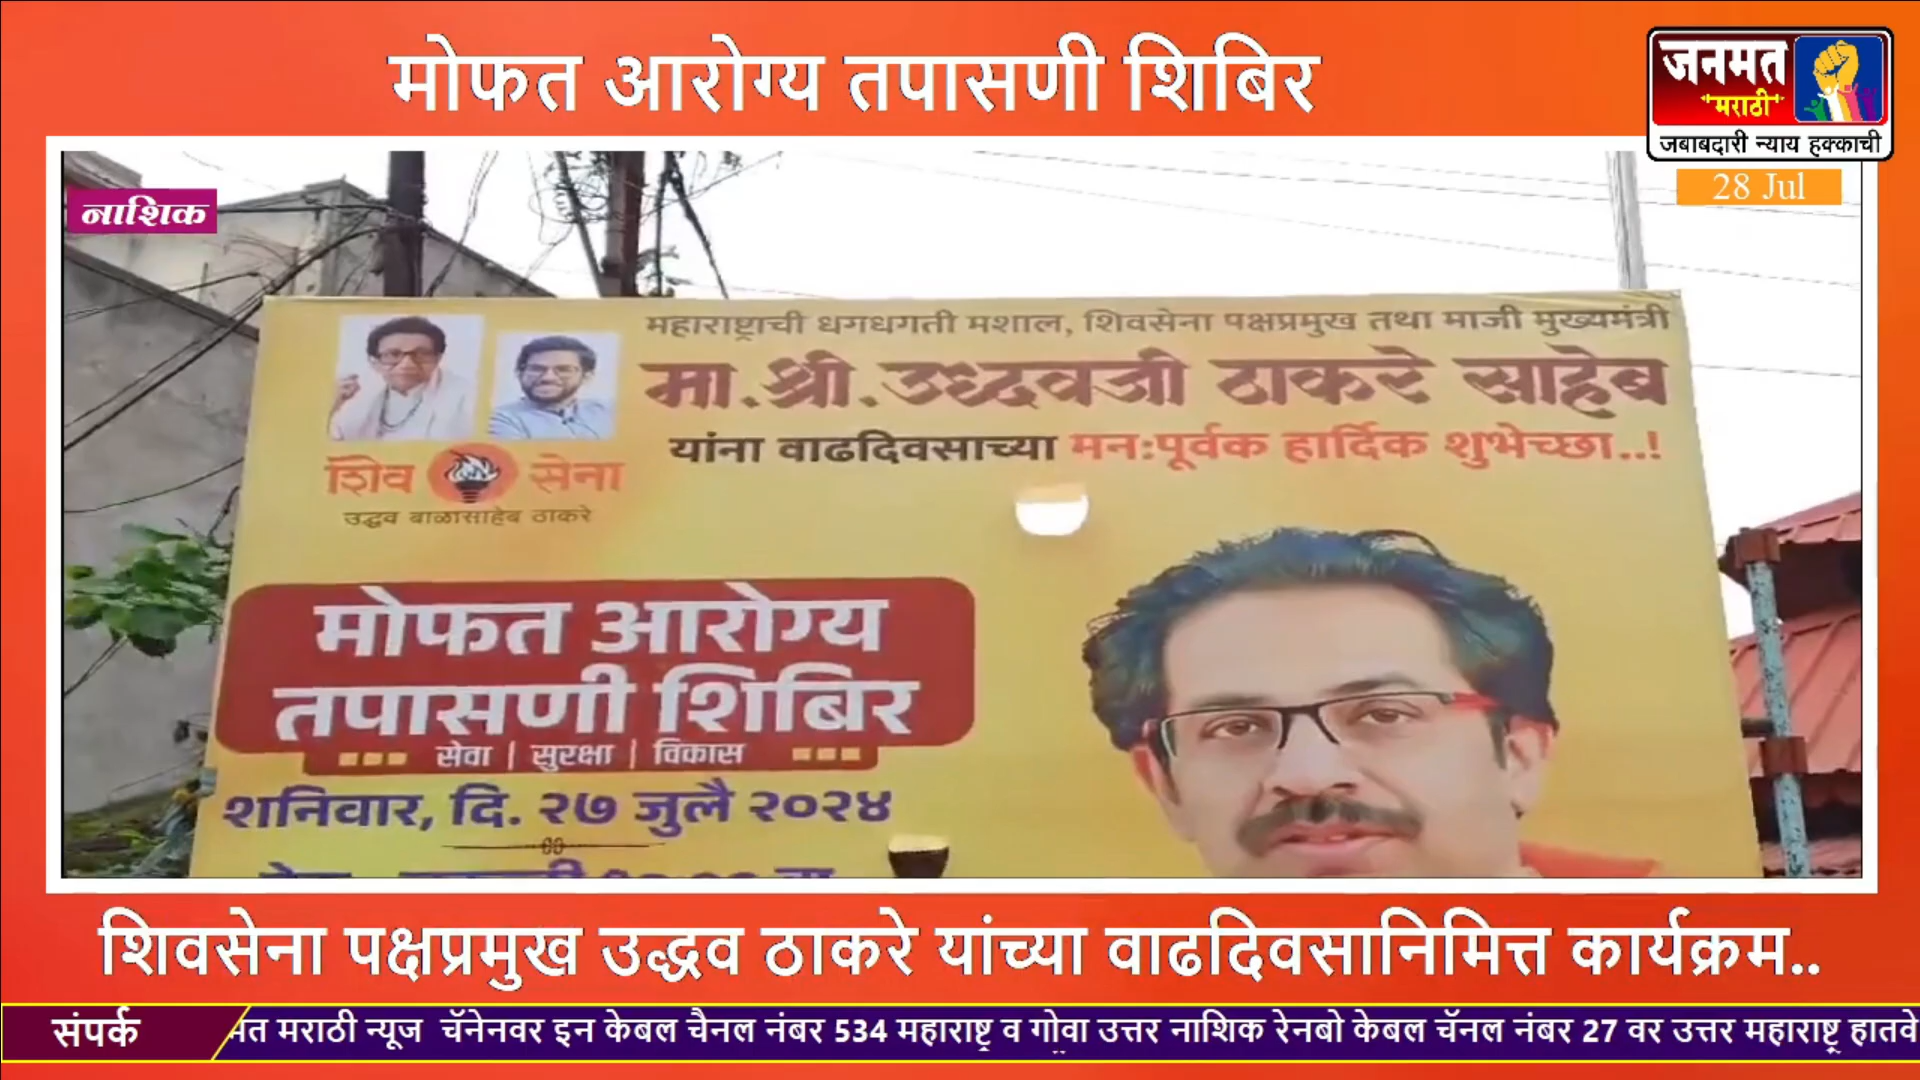 मोफत आरोग्य तपासणी शिबिर
जनमत
मराठी
जबाबदारी न्याय हक्काची
28 Jul
नाशिक
महाराष्ट्राची धगधगती मशाल, शिवसेना पक्षप्रमुख तथा माजी मुख्यमंत्री
मा.श्री.उध्दवजी ठाकरे साहेब
यांना वाढदिवसाच्या मन:पूर्वक हार्दिक शुभेच्छा..!
शिव सेना
उद्धव बाळासाहेब ठाकरे
मोफत आरोग्य
तपासणी शिबिर
सेवा | सुरक्षा | विकास
शनिवार, दि. २७ जुलै २०२४
शिवसेना पक्षप्रमुख उद्धव ठाकरे यांच्या वाढदिवसानिमित्त कार्यक्रम..
संपर्क
मत मराठी न्यूज चॅनेनवर इन केबल चैनल नंबर 534 महाराष्ट्र व गोवा उत्तर नाशिक रेनबो केबल चॅनल नंबर 27 वर उत्तर महाराष्ट्र हातवे